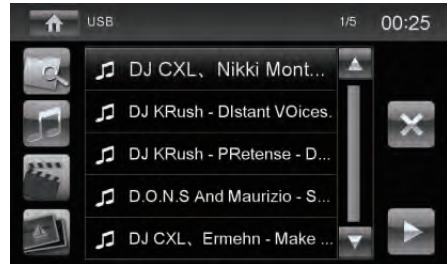 USB 1/5 00:25
DJ CXL、 Nikki Mont...
DJ KRush - DIstant VOices.
DJ KRush - PRetense - D...
D.O.N.S And Maurizio - S...
DJ CXL、 Ermehn - Make ...